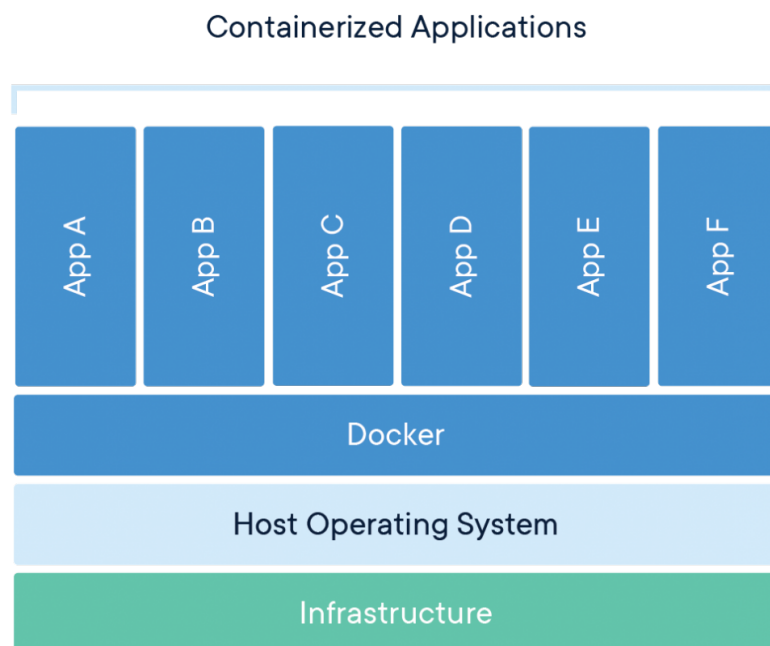 Containerized Applications
App A
App B
App C
App D
App E
App F
Docker
Host Operating System
Infrastructure